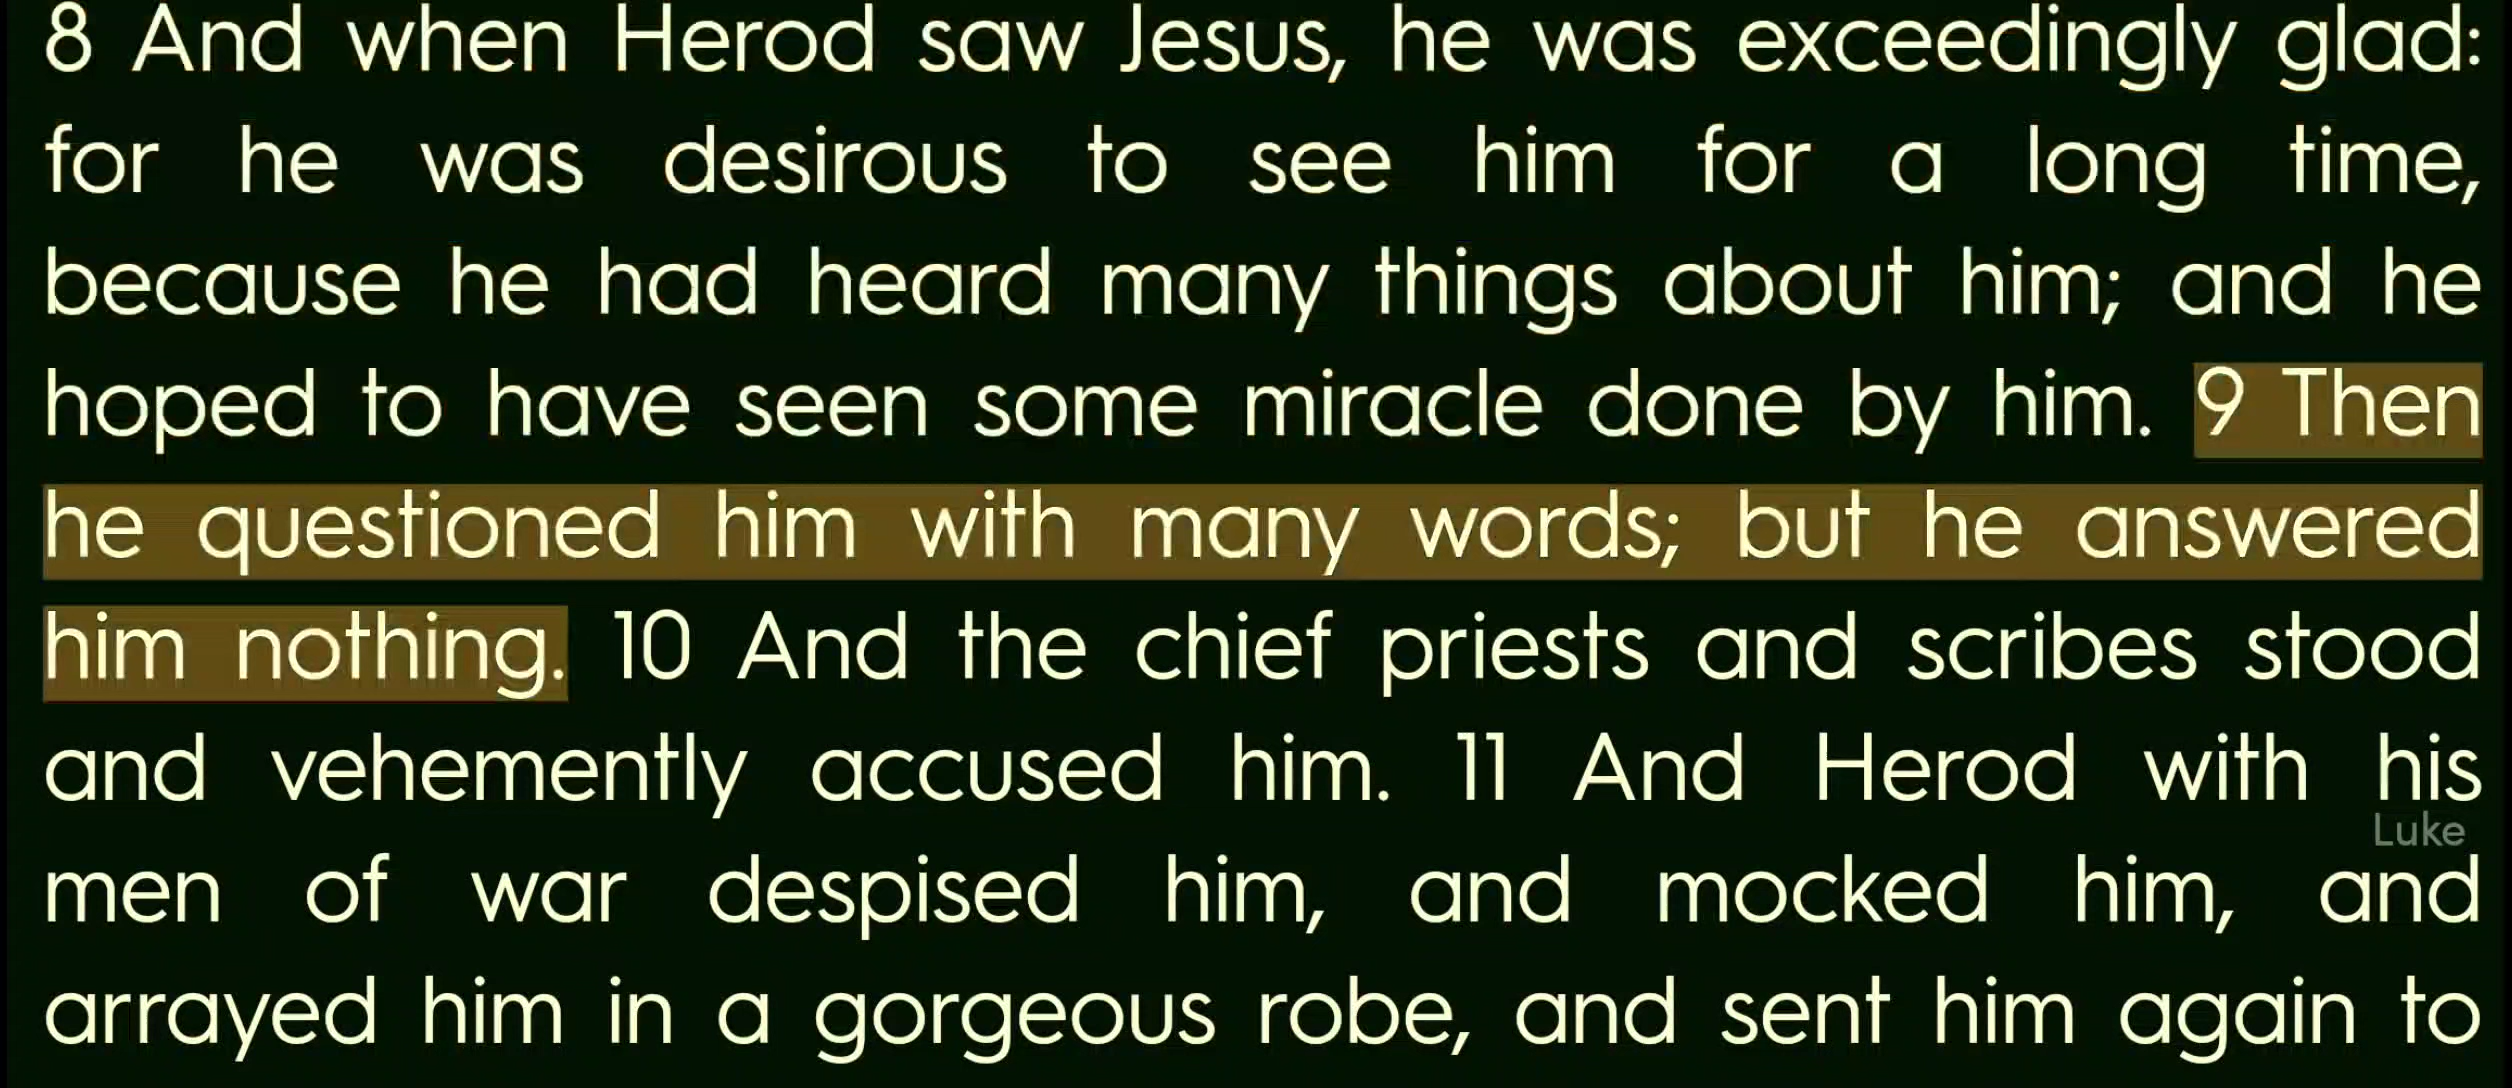 8 And when Herod saw Jesus, he was exceedingly glad:
for he was desirous to see him for a long time,
because he had heard many things about him; and he
hoped to have seen some miracle done by him. 9 Then
he questioned him with many words; but he answered
him nothing. 10 And the chief priests and scribes stood
and vehemently accused him. 11 And Herod with his
Luke
men of war despised him, and mocked him, and
arrayed him in a gorgeous robe, and sent him again to